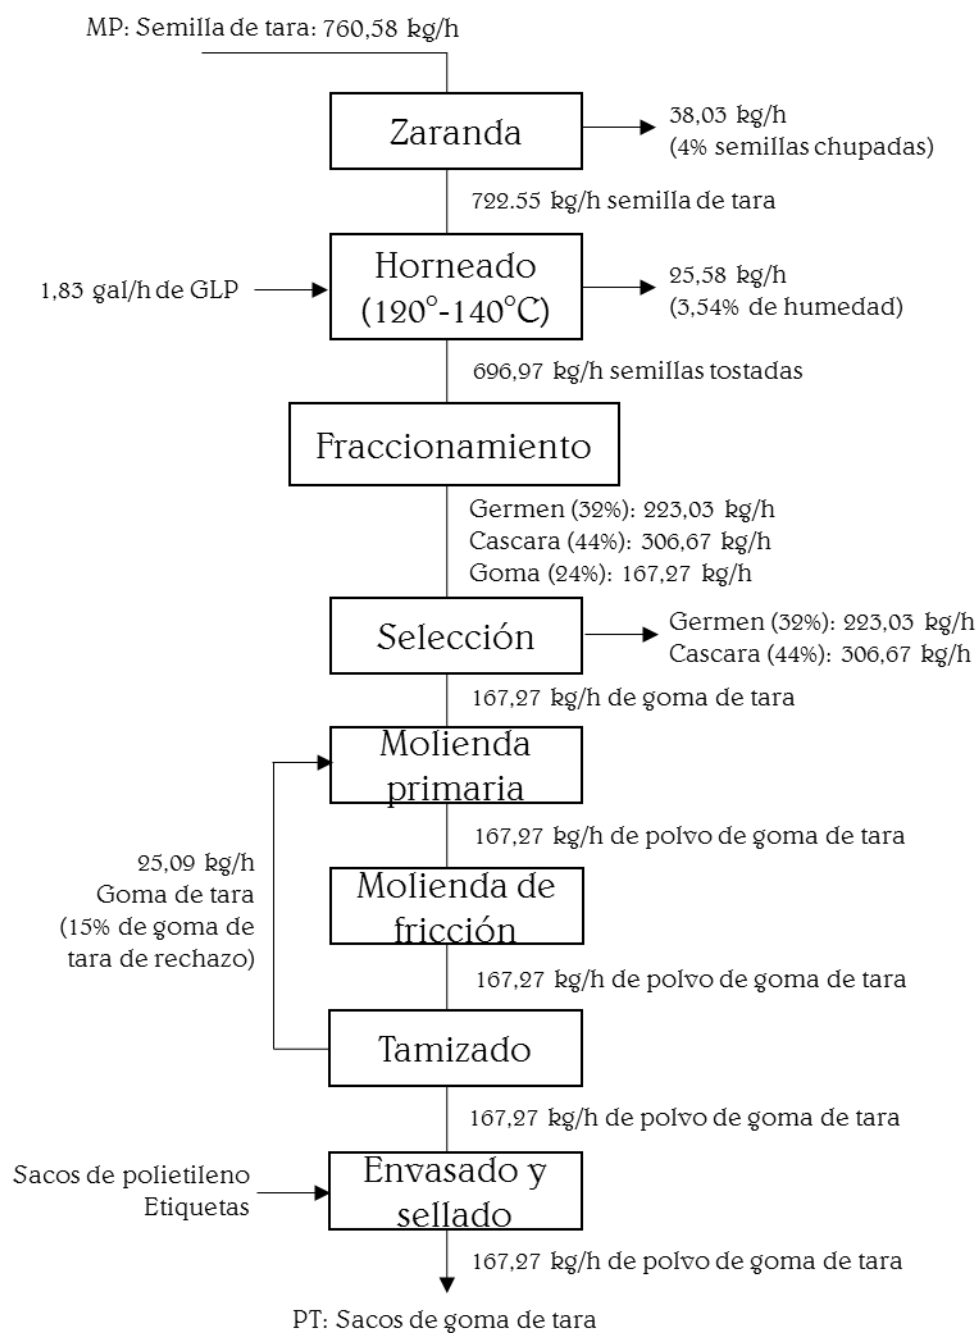 MP: Semilla de tara: 760,58 kg/h
Zaranda
38,03 kg/h
(4% semillas chupadas)
722.55 kg/h semilla de tara
Horneado
(120°-140°C)
1,83 gal/h de GLP
25,58 kg/h
(3,54% de humedad)
696,97 kg/h semillas tostadas
Fraccionamiento
Germen (32%): 223,03 kg/h
Cascara (44%): 306,67 kg/h
Goma (24%): 167,27 kg/h
Selección
Germen (32%): 223,03 kg/h
Cascara (44%): 306,67 kg/h
167,27 kg/h de goma de tara
Molienda
primaria
167,27 kg/h de polvo de goma de tara
25,09 kg/h
Goma de tara
(15% de goma de
tara de rechazo)
Molienda de
fricción
167,27 kg/h de polvo de goma de tara
Tamizado
167,27 kg/h de polvo de goma de tara
Sacos de polietileno
Etiquetas
Envasado y
sellado
167,27 kg/h de polvo de goma de tara
PT: Sacos de goma de tara